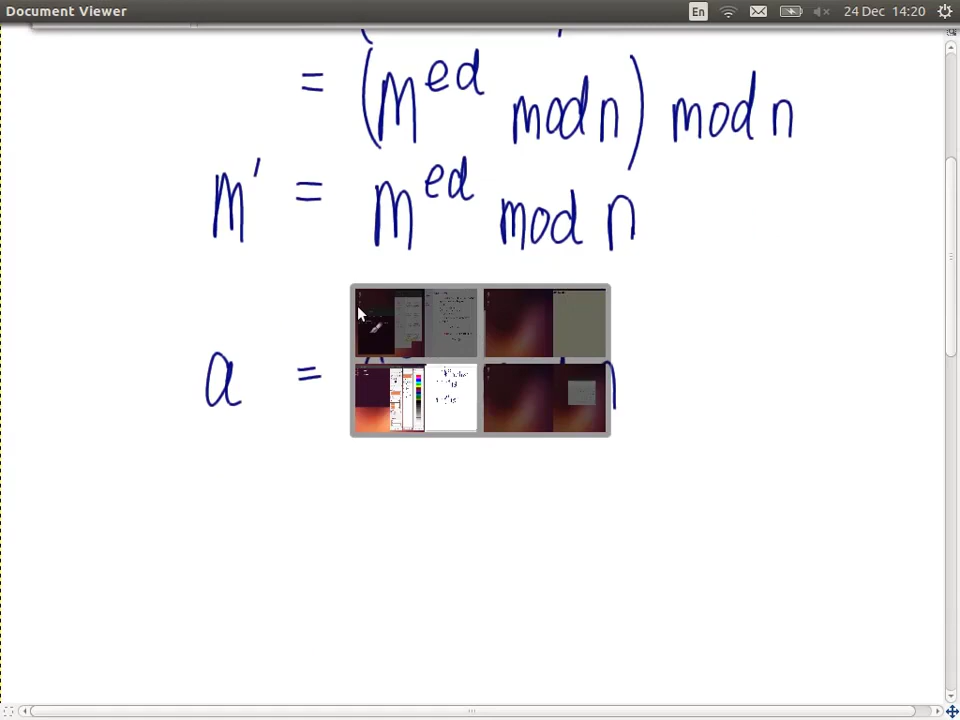 Document Viewer En 24 Dec 14:20
= (m^ed mod n) mod n
m' = m^ed mod n
a =